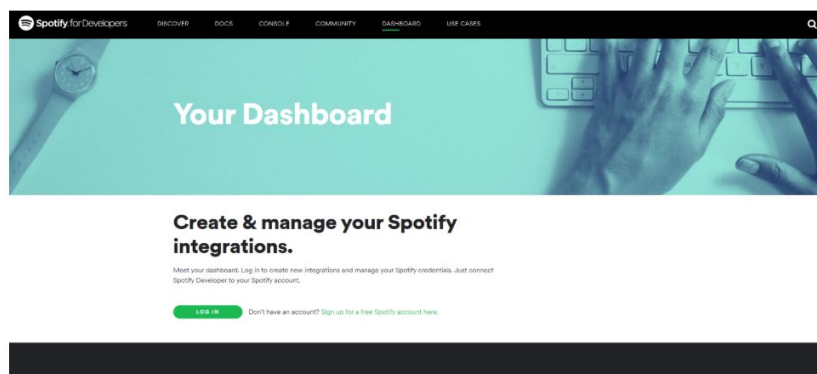 Spotify for Developers DISCOVER DOCS CONSOLE COMMUNITY DASHBOARD USE CASES
Your Dashboard
Create & manage your Spotify
integrations.
Meet your dashboard. Log in to create new integrations and manage your Spotify credentials. Just connect
Spotify Developer to your Spotify account.
LOG IN Don't have an account? Sign up for a free Spotify account here.